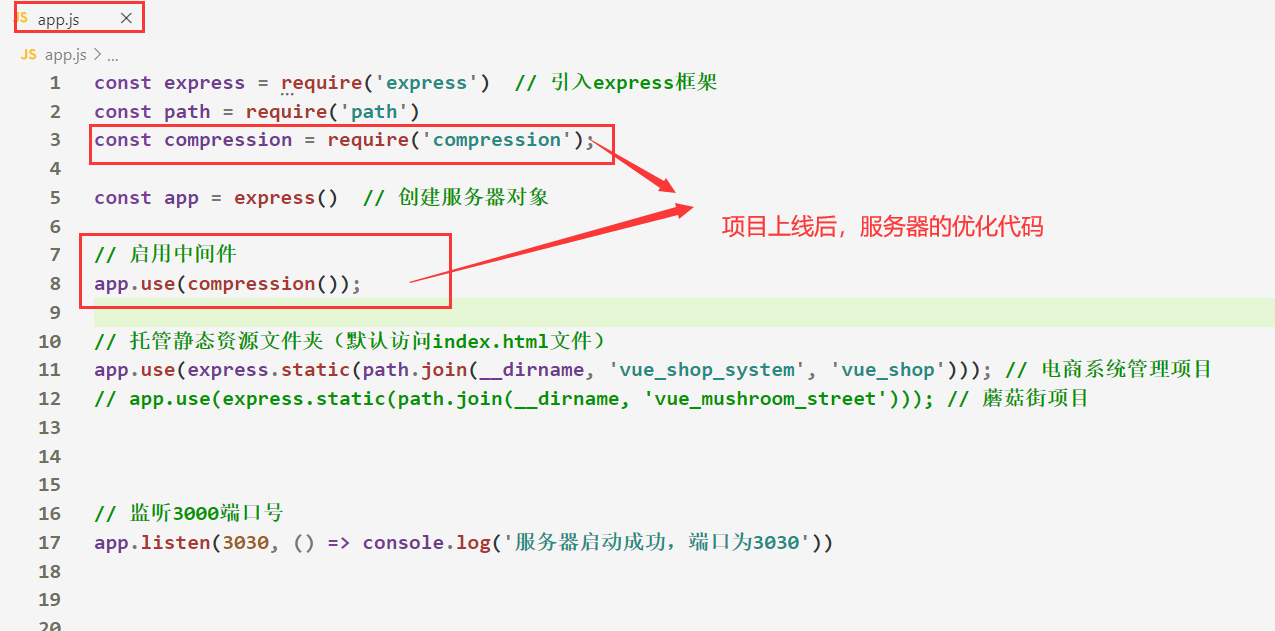 JS app.js ×
JS app.js > ...
1 const express = require('express')  // 引入express框架
2 const path = require('path')
3 const compression = require('compression');
4
5 const app = express()  // 创建服务器对象
6
项目上线后，服务器的优化代码
7 // 启用中间件
8 app.use(compression());
9
10 // 托管静态资源文件夹（默认访问index.html文件）
11 app.use(express.static(path.join(__dirname, 'vue_shop_system', 'vue_shop'))); // 电商系统管理项目
12 // app.use(express.static(path.join(__dirname, 'vue_mushroom_street'))); // 蘑菇街项目
13
14
15
16 // 监听3000端口号
17 app.listen(3030, () => console.log('服务器启动成功，端口为3030'))
18
19
20